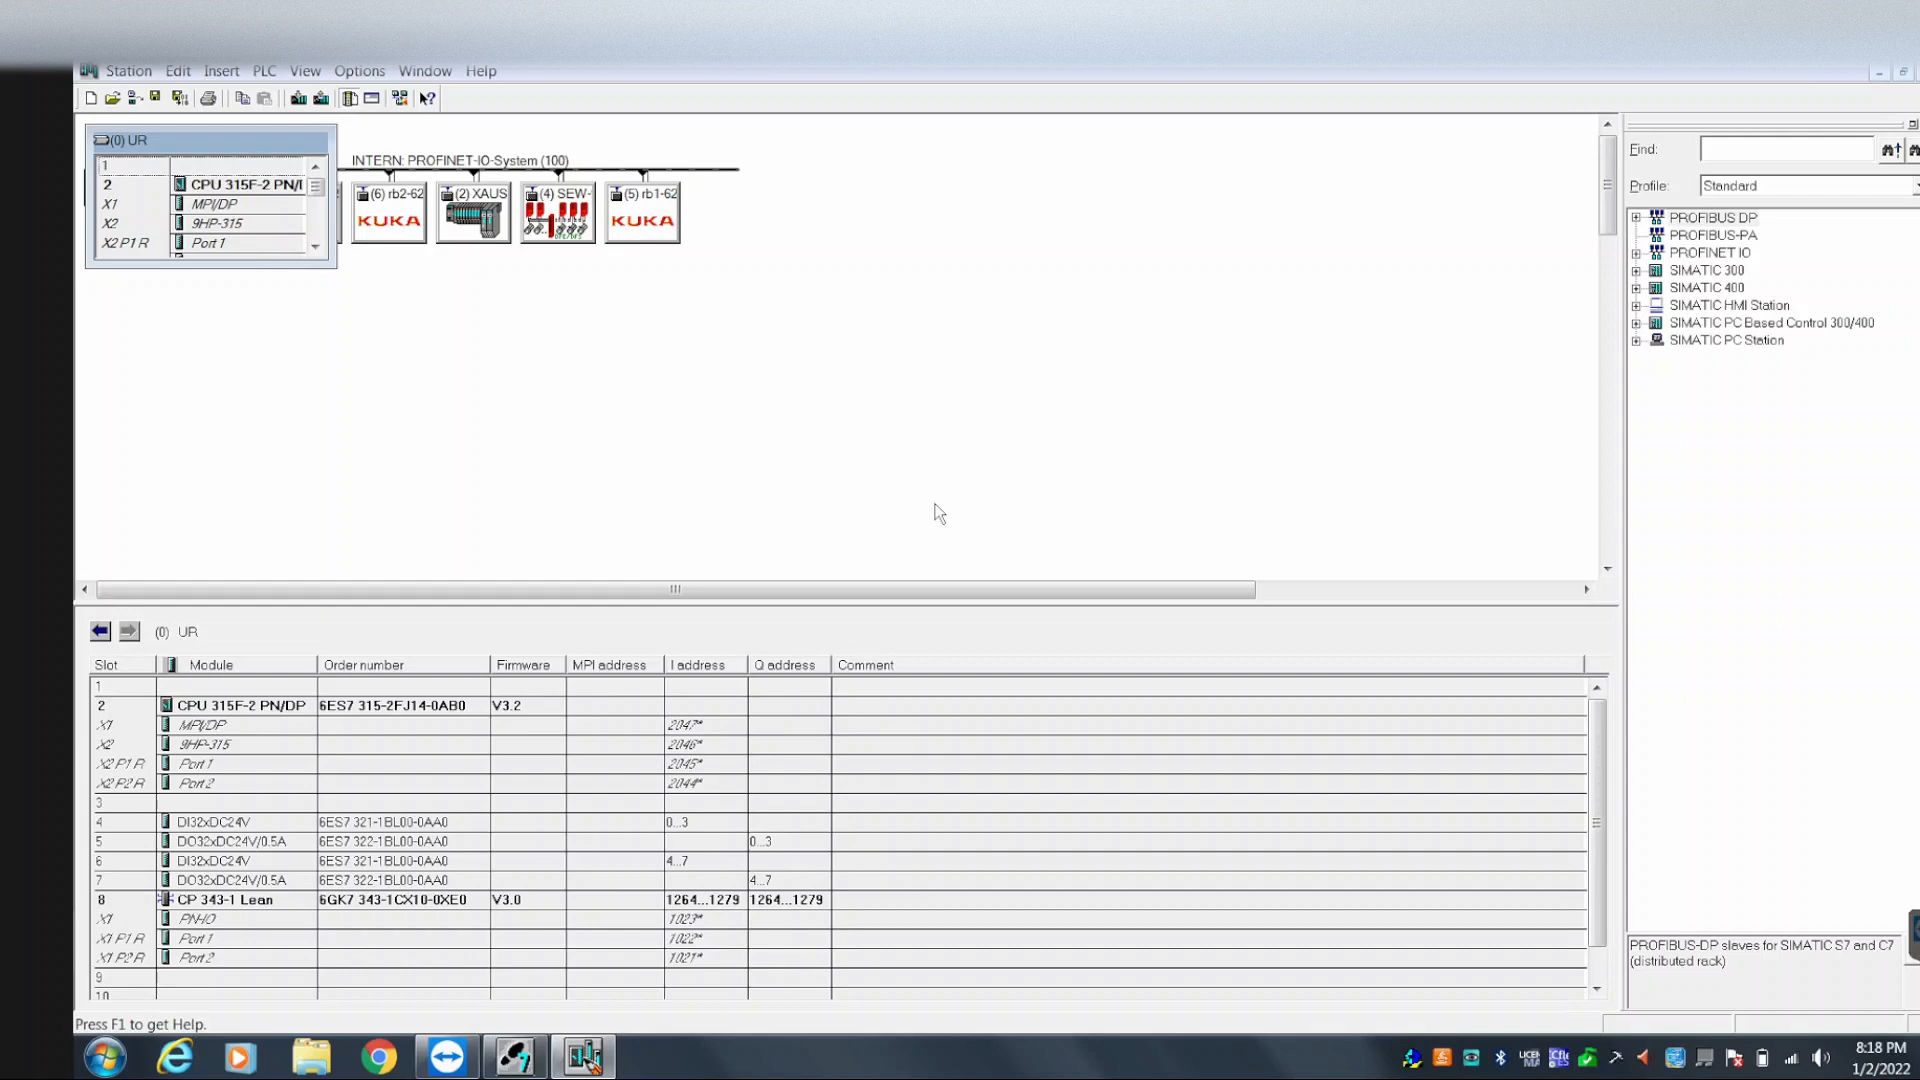 Station Edit Insert PLC View Options Window Help
(0) UR
1
2 CPU 315F-2 PN/
X1 MPI/DP
X2 9HP-315
X2 P1 R Port 1
INTERN: PROFINET-IO-System (100)
(6) rb2-62
KUKA
(2) XAUS
(4) SEW-
(5) rb1-62
KUKA
Find:
Profile: Standard
PROFIBUS DP
PROFIBUS-PA
PROFINET IO
SIMATIC 300
SIMATIC 400
SIMATIC HMI Station
SIMATIC PC Based Control 300/400
SIMATIC PC Station
(0) UR
Slot Module Order number Firmware MPI address I address Q address Comment
1
2 CPU 315F-2 PN/DP 6ES7 315-2FJ14-0AB0 V3.2
X1 MPI/DP 2047*
X2 9HP-315 2046*
X2 P1 R Port 1 2045*
X2 P2 R Port 2 2044*
3
4 DI32xDC24V 6ES7 321-1BL00-0AA0 0...3
5 DO32xDC24V/0.5A 6ES7 322-1BL00-0AA0 0...3
6 DI32xDC24V 6ES7 321-1BL00-0AA0 4...7
7 DO32xDC24V/0.5A 6ES7 322-1BL00-0AA0 4...7
8 CP 343-1 Lean 6GK7 343-1CX10-0XE0 V3.0 1264...1279 1264...1279
X1 PN-IO 1023*
X1 P1 R Port 1 1022*
X1 P2 R Port 2 1021*
9
10
PROFIBUS-DP slaves for SIMATIC S7 and C7
(distributed rack)
Press F1 to get Help.
8:18 PM
1/2/2022